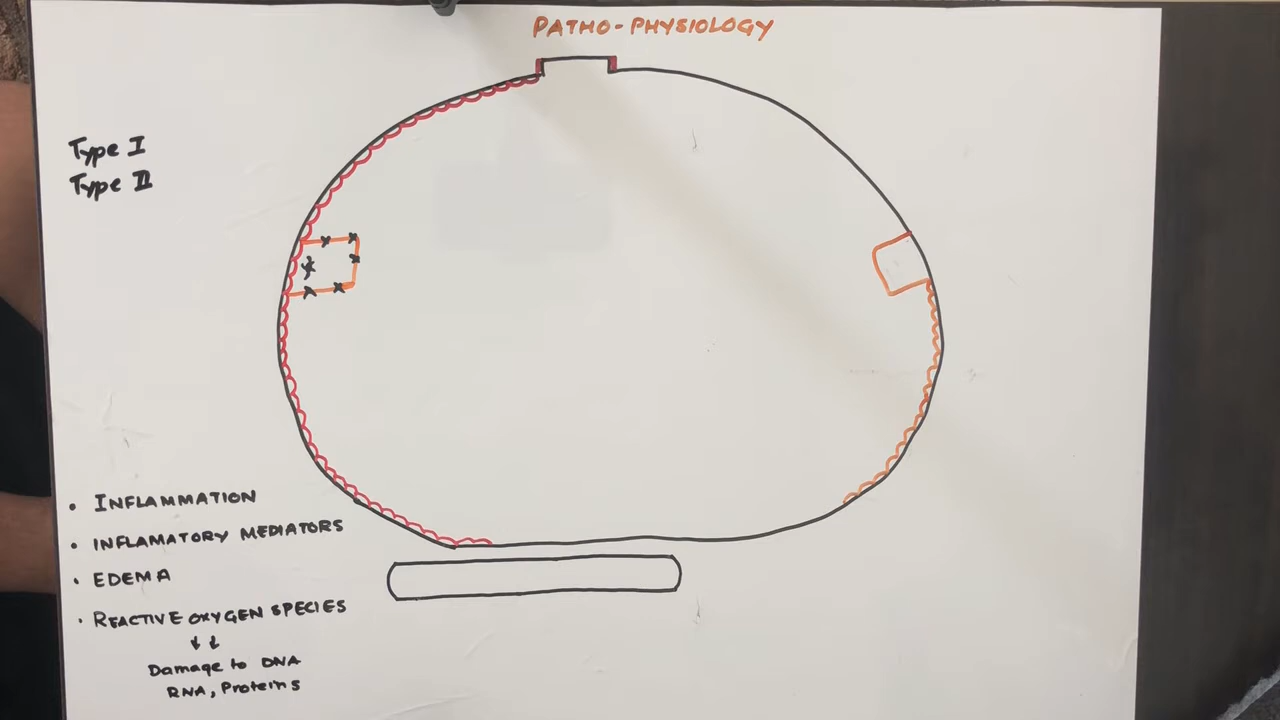 PATHO-PHYSIOLOGY
Type I
Type II
• INFLAMMATION
• INFLAMATORY MEDIATORS
• EDEMA
• REACTIVE OXYGEN SPECIES
↓ ↓
Damage to DNA
RNA, Proteins